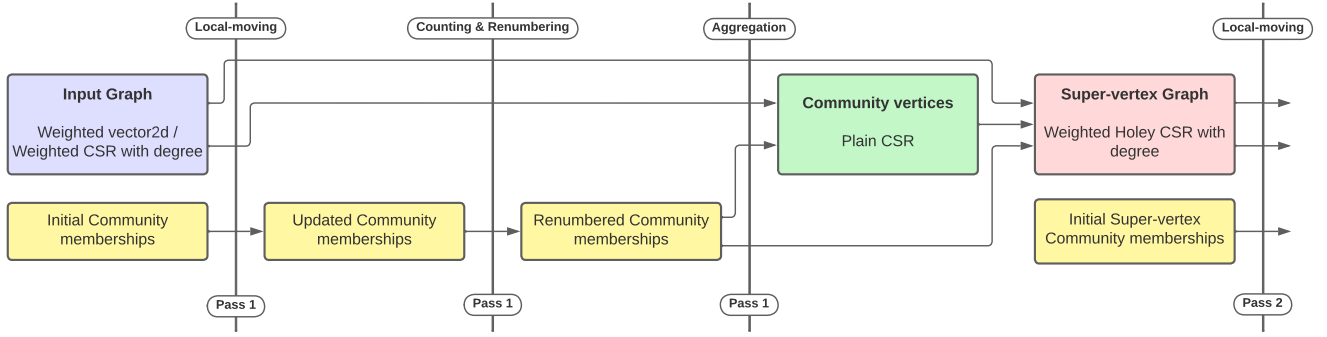 Local-moving
Counting & Renumbering
Aggregation
Local-moving
Input Graph
Weighted vector2d /
Weighted CSR with degree
Community vertices
Plain CSR
Super-vertex Graph
Weighted Holey CSR with
degree
Initial Community
memberships
Updated Community
memberships
Renumbered Community
memberships
Initial Super-vertex
Community memberships
Pass 1
Pass 1
Pass 1
Pass 2